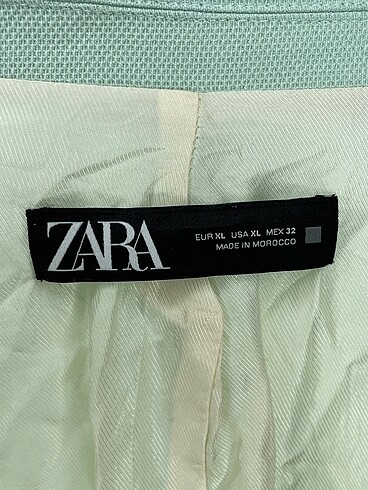 ZARA
EUR XL USA XL MEX 32
MADE IN MOROCCO